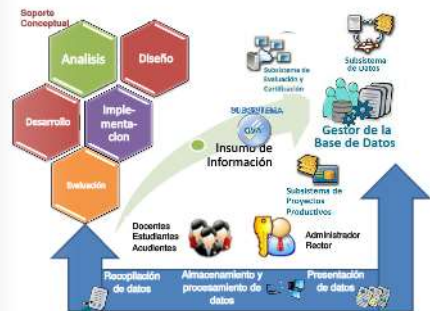 Soporte
Conceptual
Analisis
Diseño
Desarrollo
Imple-
menta-
cion
Evaluación
Subsistema de
Evaluación y
Certificación
Subsistema
de Datos
SUBSISTEMA
GVA
Insumo de
Información
Gestor de la
Base de Datos
Subsistema de
Proyectos
Productivos
Docentes
Estudiantes
Acudientes
Administrador
Rector
Recopilación
de datos
Almacenamiento y
procesamiento de
datos
Presentación
de datos